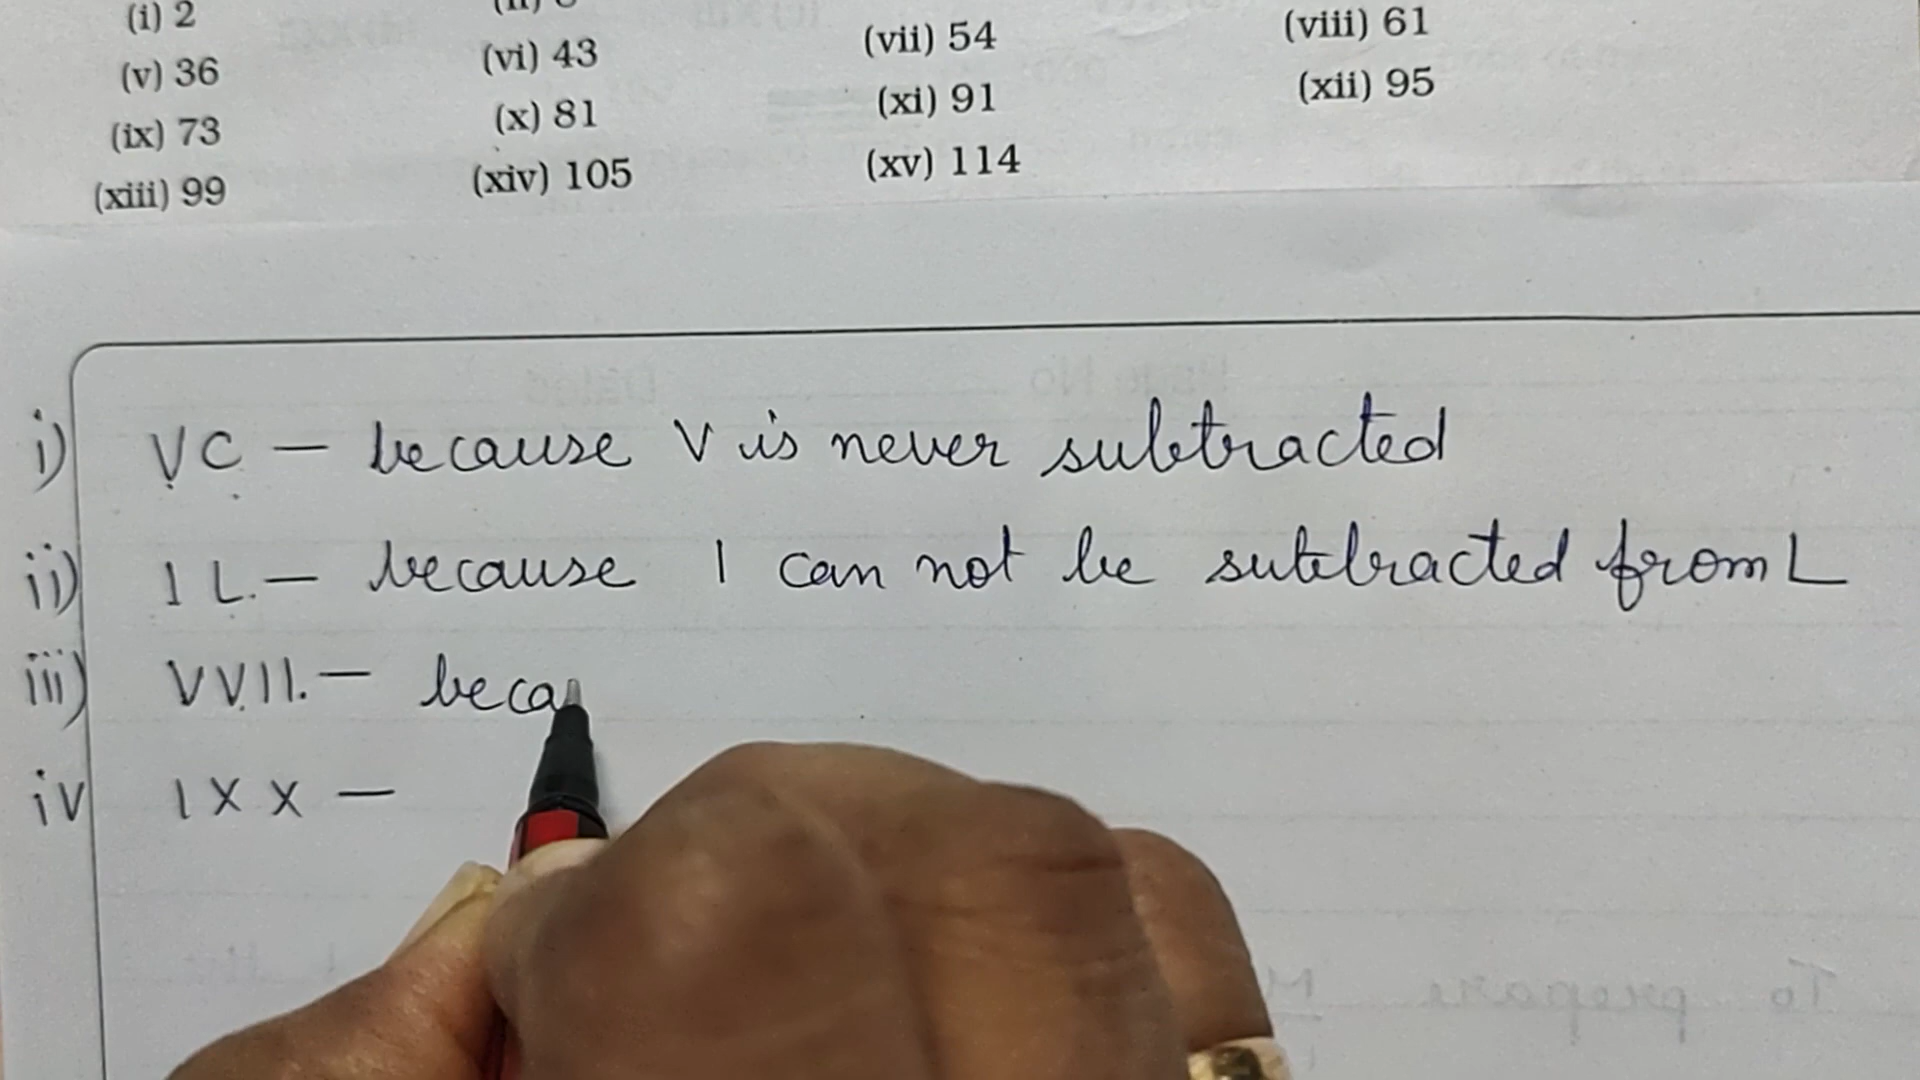 (i) 2
(v) 36 (vi) 43 (vii) 54 (viii) 61
(ix) 73 (x) 81 (xi) 91 (xii) 95
(xiii) 99 (xiv) 105 (xv) 114
i) VC – because V is never subtracted
ii) IL. – because I can not be subtracted from L
iii) VVII. – beca
iv IXX –